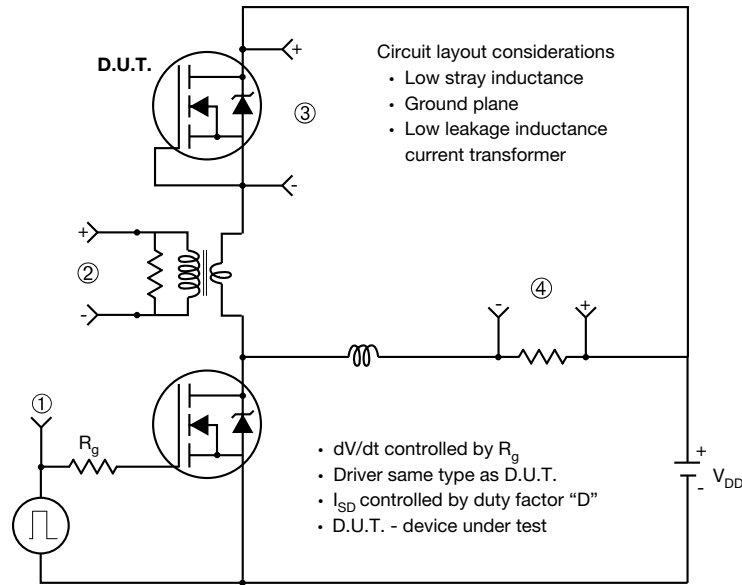 +
D.U.T.
Circuit layout considerations
• Low stray inductance
• Ground plane
• Low leakage inductance
current transformer
③
-
+
②
-
④
-
+
①
Rg
• dV/dt controlled by Rg
• Driver same type as D.U.T.
• ISD controlled by duty factor “D”
• D.U.T. - device under test
+
VDD
-